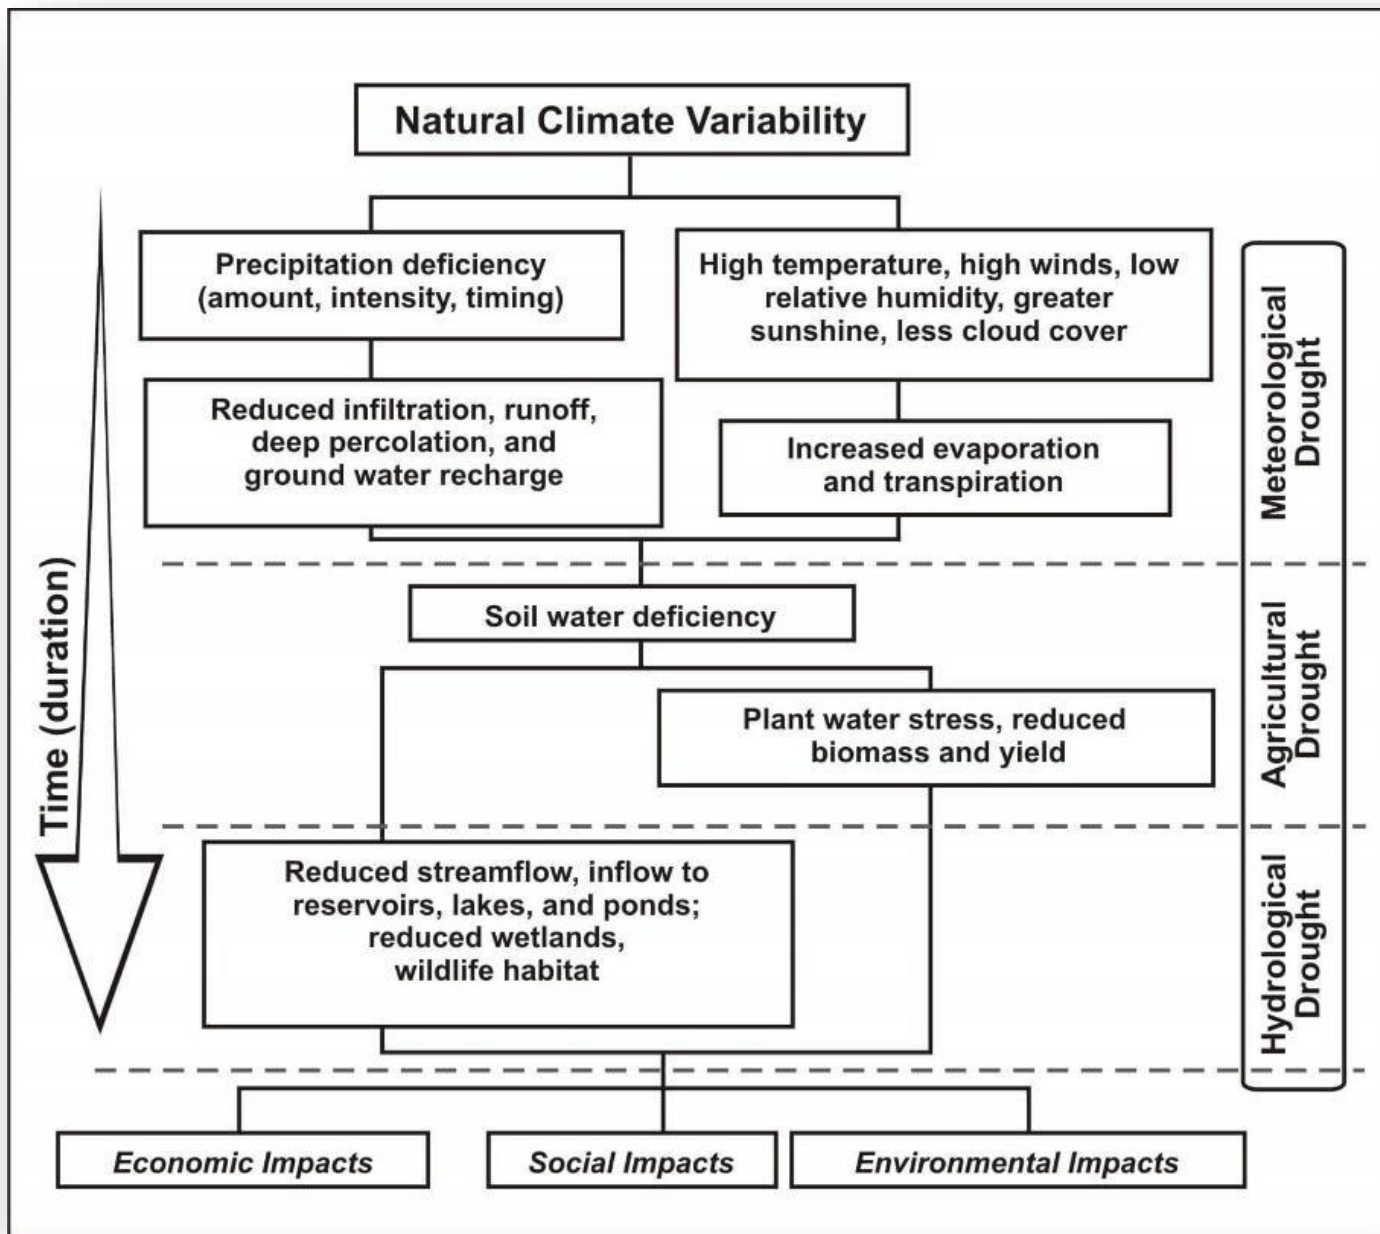 Natural Climate Variability
Precipitation deficiency
(amount, intensity, timing)
High temperature, high winds, low
relative humidity, greater
sunshine, less cloud cover
Reduced infiltration, runoff,
deep percolation, and
ground water recharge
Increased evaporation
and transpiration
Meteorological
Drought
Time (duration)
Soil water deficiency
Plant water stress, reduced
biomass and yield
Agricultural
Drought
Reduced streamflow, inflow to
reservoirs, lakes, and ponds;
reduced wetlands,
wildlife habitat
Hydrological
Drought
Economic Impacts
Social Impacts
Environmental Impacts